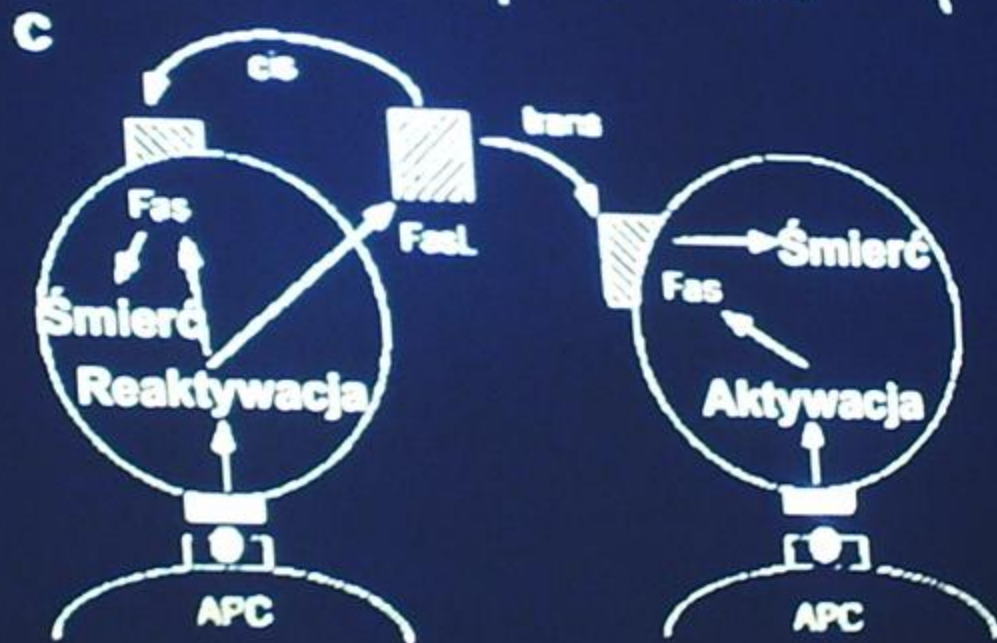 C
cis
trans
Fas
FasL
Śmierć
Śmierć
Fas
Reaktywacja
Aktywacja
APC
APC